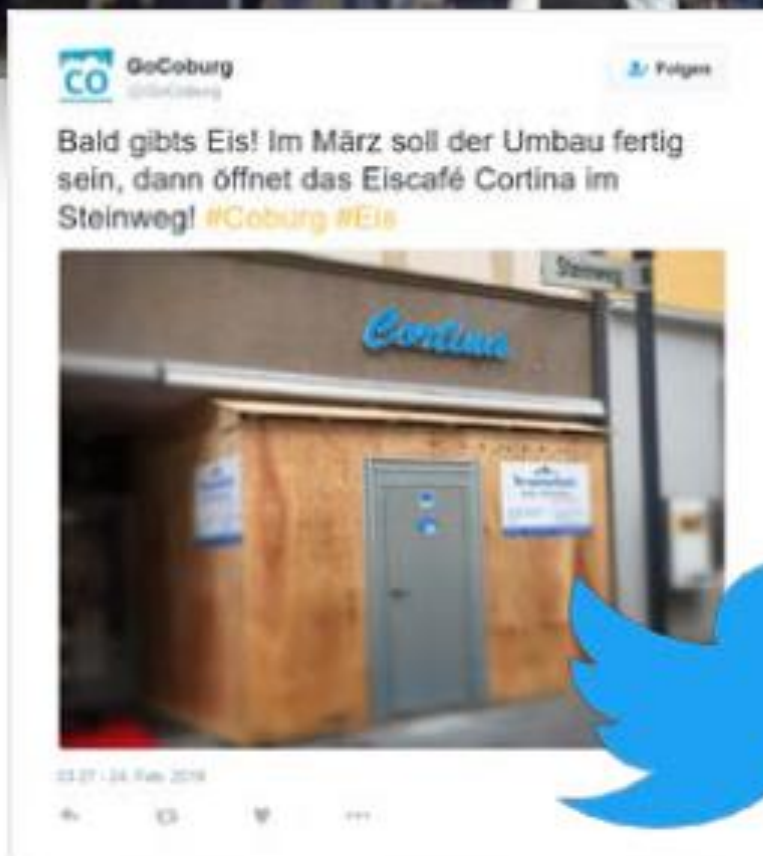 CO
GoCoburg
@GoCoburg
Folgen
Bald gibts Eis! Im März soll der Umbau fertig
sein, dann öffnet das Eiscafé Cortina im
Steinweg! #Coburg #Eis
Steinweg
Cortina